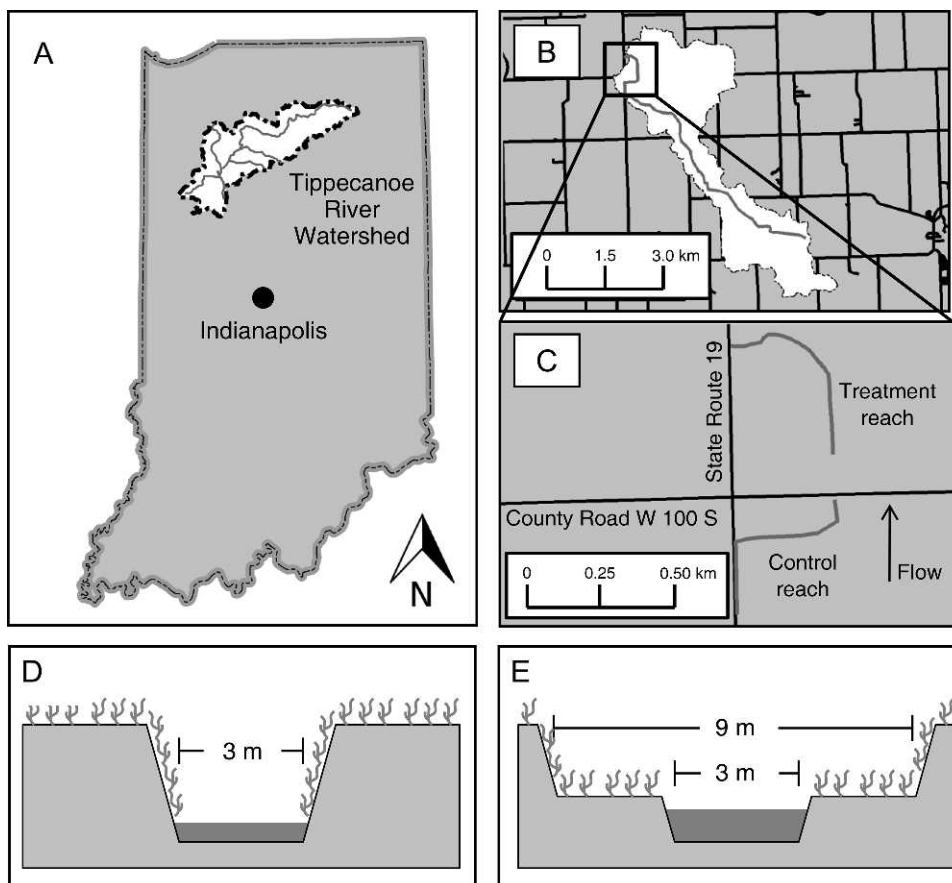 A
Tippecanoe
River
Watershed
Indianapolis
N
B
0 1.5 3.0 km
C
State Route 19
Treatment
reach
County Road W 100 S
0 0.25 0.50 km
Control
reach
Flow
D
3 m
E
9 m
3 m